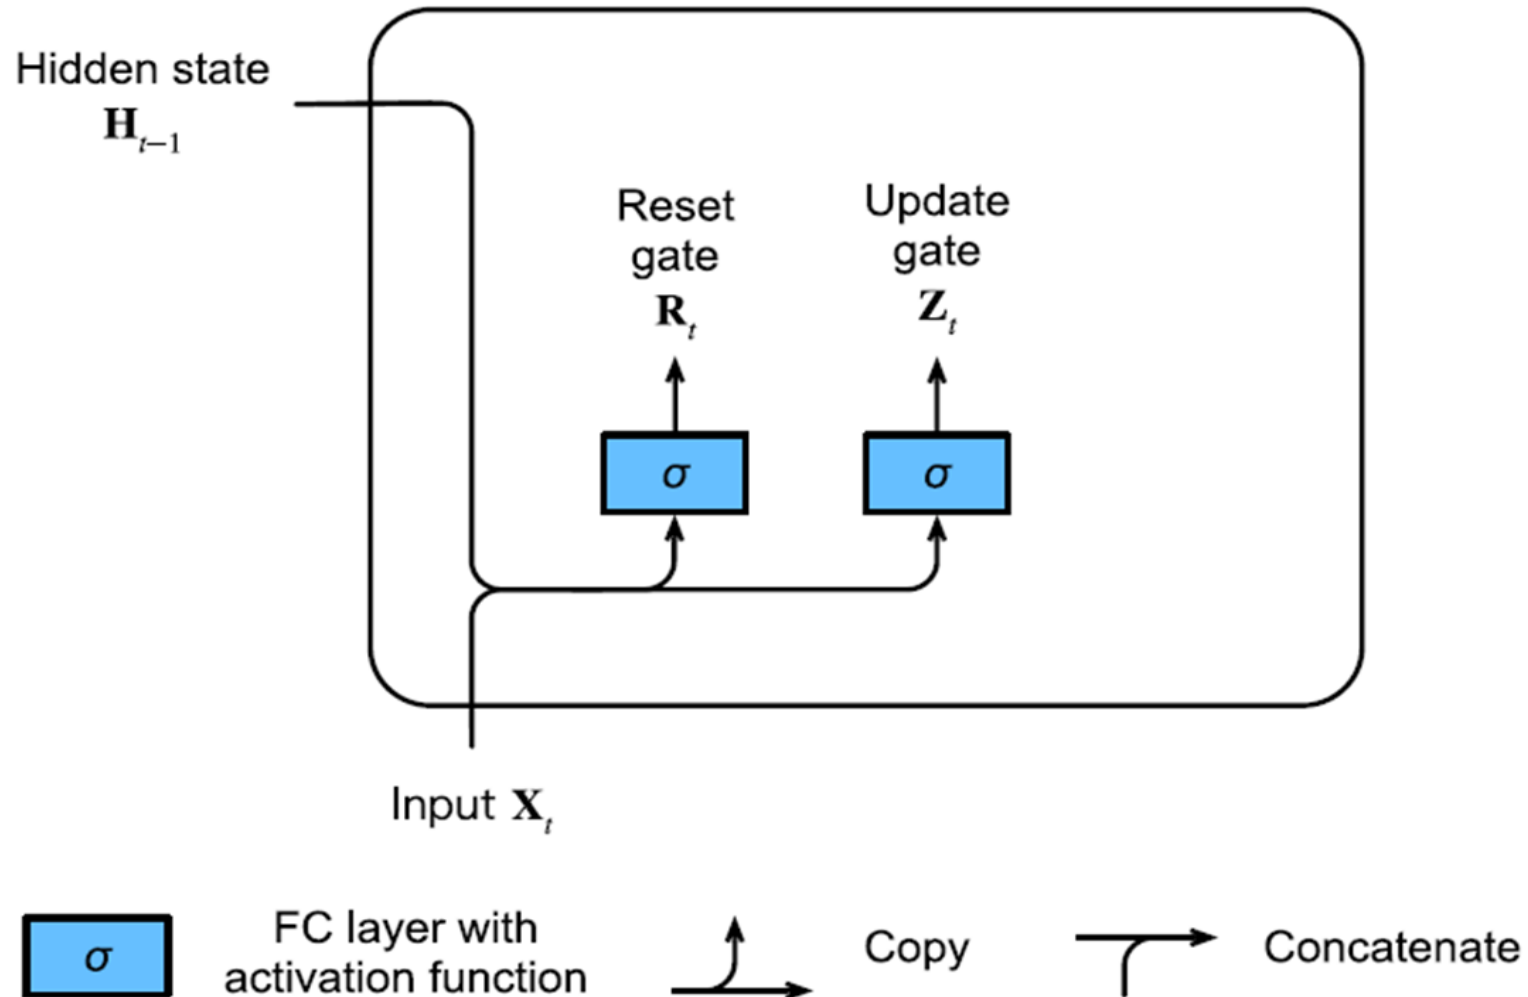 Hidden state
H_{t−1}
Reset
gate
R_t
Update
gate
Z_t
σ
σ
Input X_t
σ
FC layer with
activation function
Copy
Concatenate